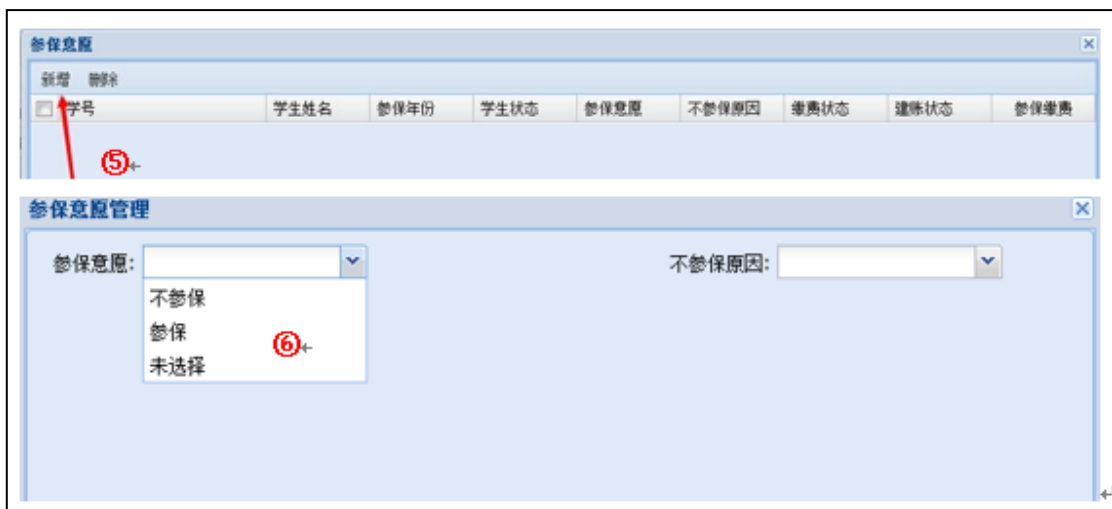 参保意愿
新增 删除
学号 学生姓名 参保年份 学生状态 参保意愿 不参保原因 缴费状态 建账状态 参保缴费
⑤
参保意愿管理
参保意愿: 不参保原因:
不参保
参保
⑥
未选择